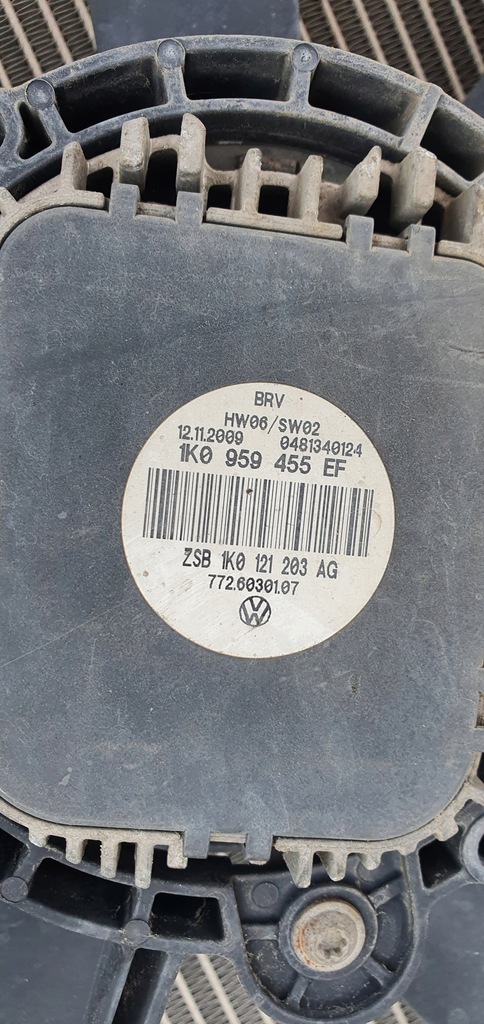 BRV
HW06/SW02
12.11.2009 0481340124
1K0 959 455 EF
ZSB 1K0 121 203 AG
772.60301.07
VW